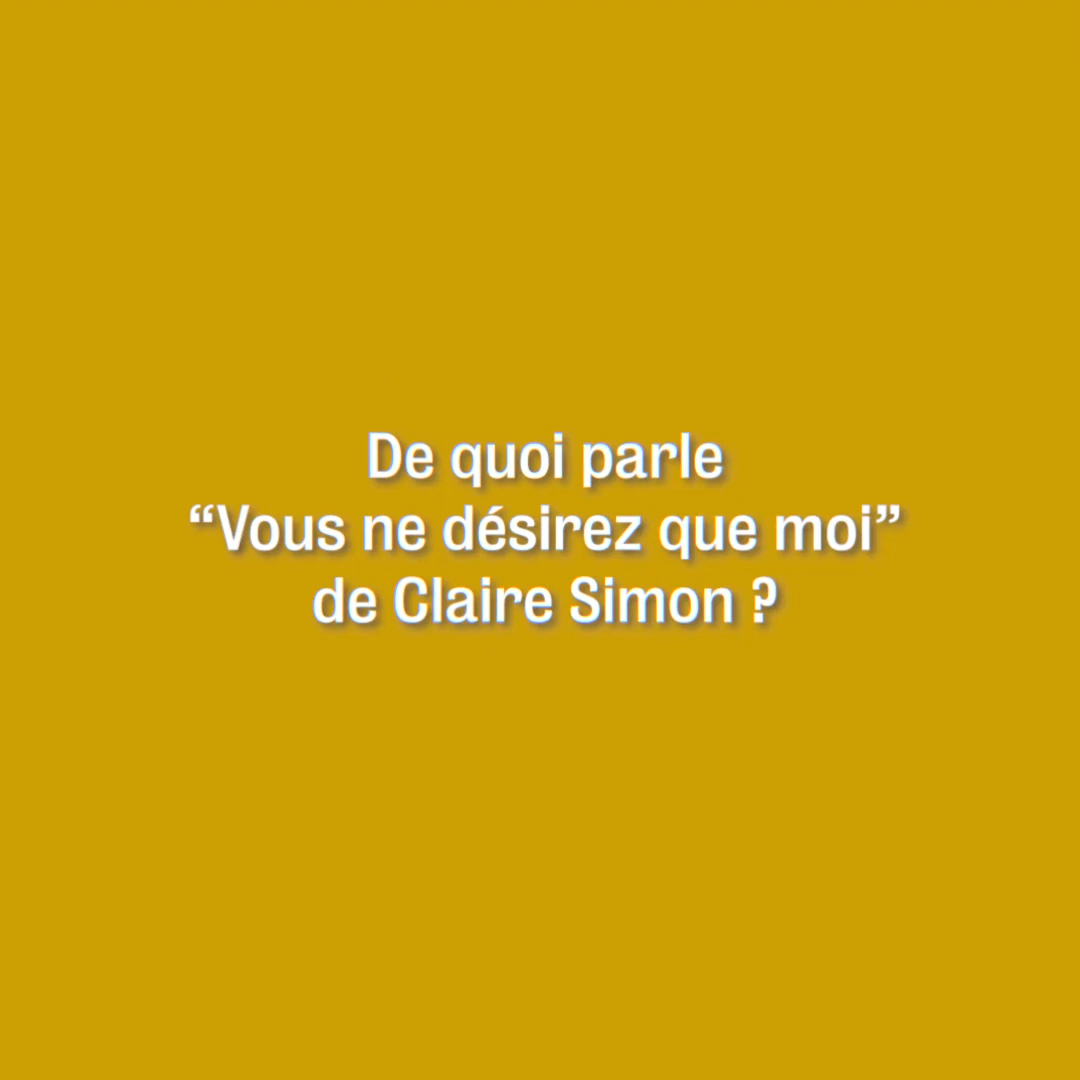 De quoi parle
“Vous ne désirez que moi”
de Claire Simon ?